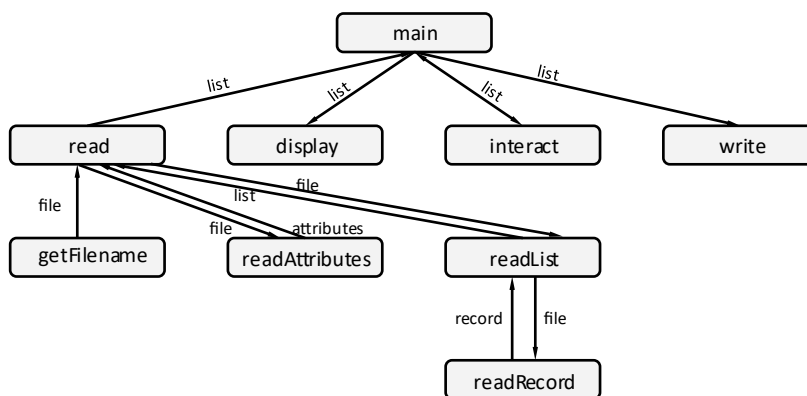 main
list
list
list
list
read
display
interact
write
file
list
file
file
attributes
getFilename
readAttributes
readList
record
file
readRecord